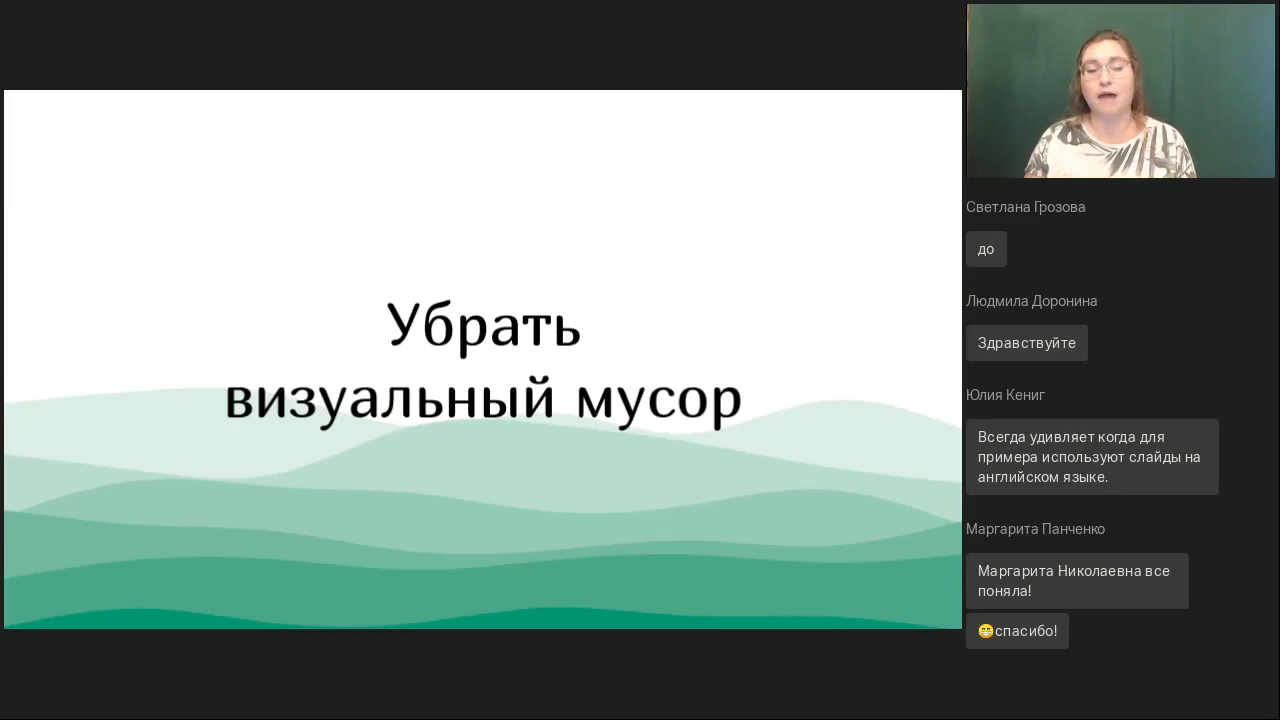 Убрать
визуальный мусор
Светлана Грозова
до
Людмила Доронина
Здравствуйте
Юлия Кениг
Всегда удивляет когда для
примера используют слайды на
английском языке.
Маргарита Панченко
Маргарита Николаевна все
поняла!
😁спасибо!